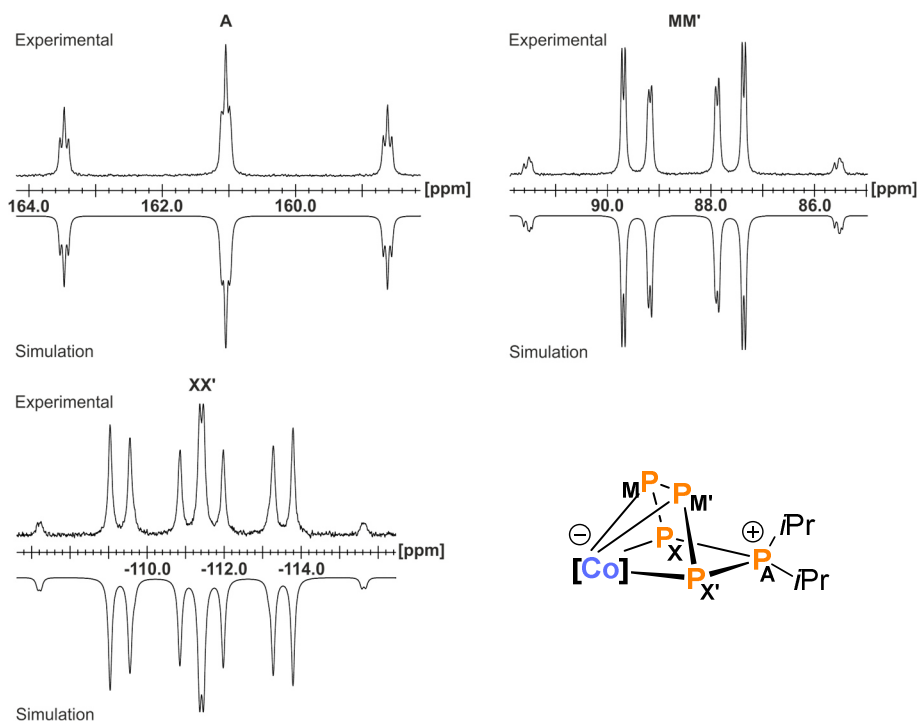 A
Experimental
[ppm]
164.0 162.0 160.0
Simulation
MM'
Experimental
[ppm]
90.0 88.0 86.0
Simulation
XX'
Experimental
[ppm]
-110.0 -112.0 -114.0
Simulation
M P P M'
− P X + iPr
[Co] P A
P X' iPr